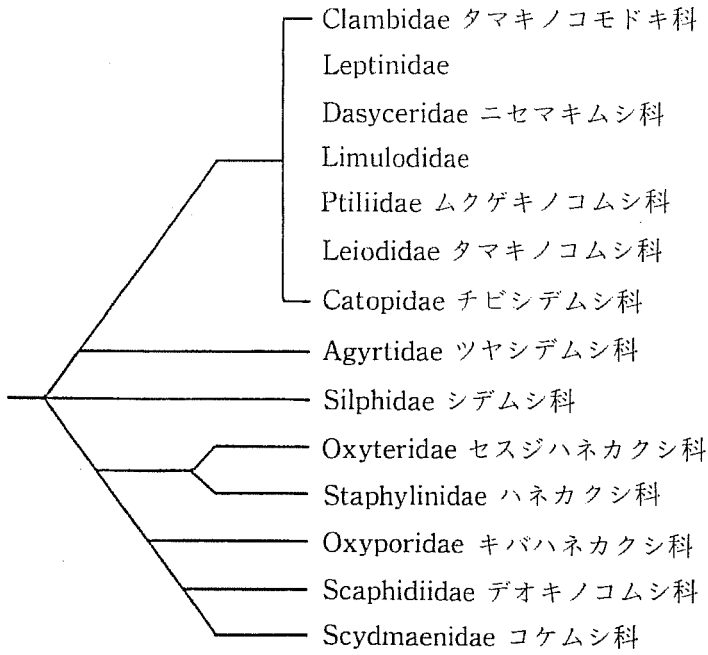 Clambidae タマキノコモドキ科
Leptinidae
Dasyceridae ニセマキムシ科
Limulodidae
Ptiliidae ムクゲキノコムシ科
Leiodidae タマキノコムシ科
Catopidae チビシデムシ科
Agyrtidae ツヤシデムシ科
Silphidae シデムシ科
Oxyteridae セスジハネカクシ科
Staphylinidae ハネカクシ科
Oxyporidae キバハネカクシ科
Scaphidiidae デオキノコムシ科
Scydmaenidae コケムシ科